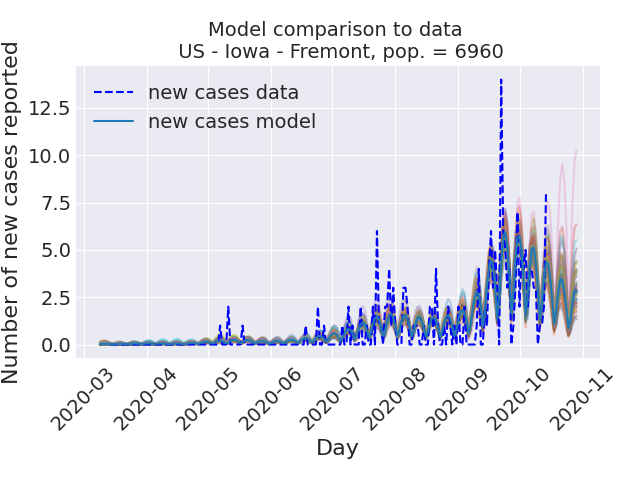 Model comparison to data
US - Iowa - Fremont, pop. = 6960
Number of new cases reported
12.5
10.0
7.5
5.0
2.5
0.0
new cases data
new cases model
2020-03
2020-04
2020-05
2020-06
2020-07
2020-08
2020-09
2020-10
2020-11
Day